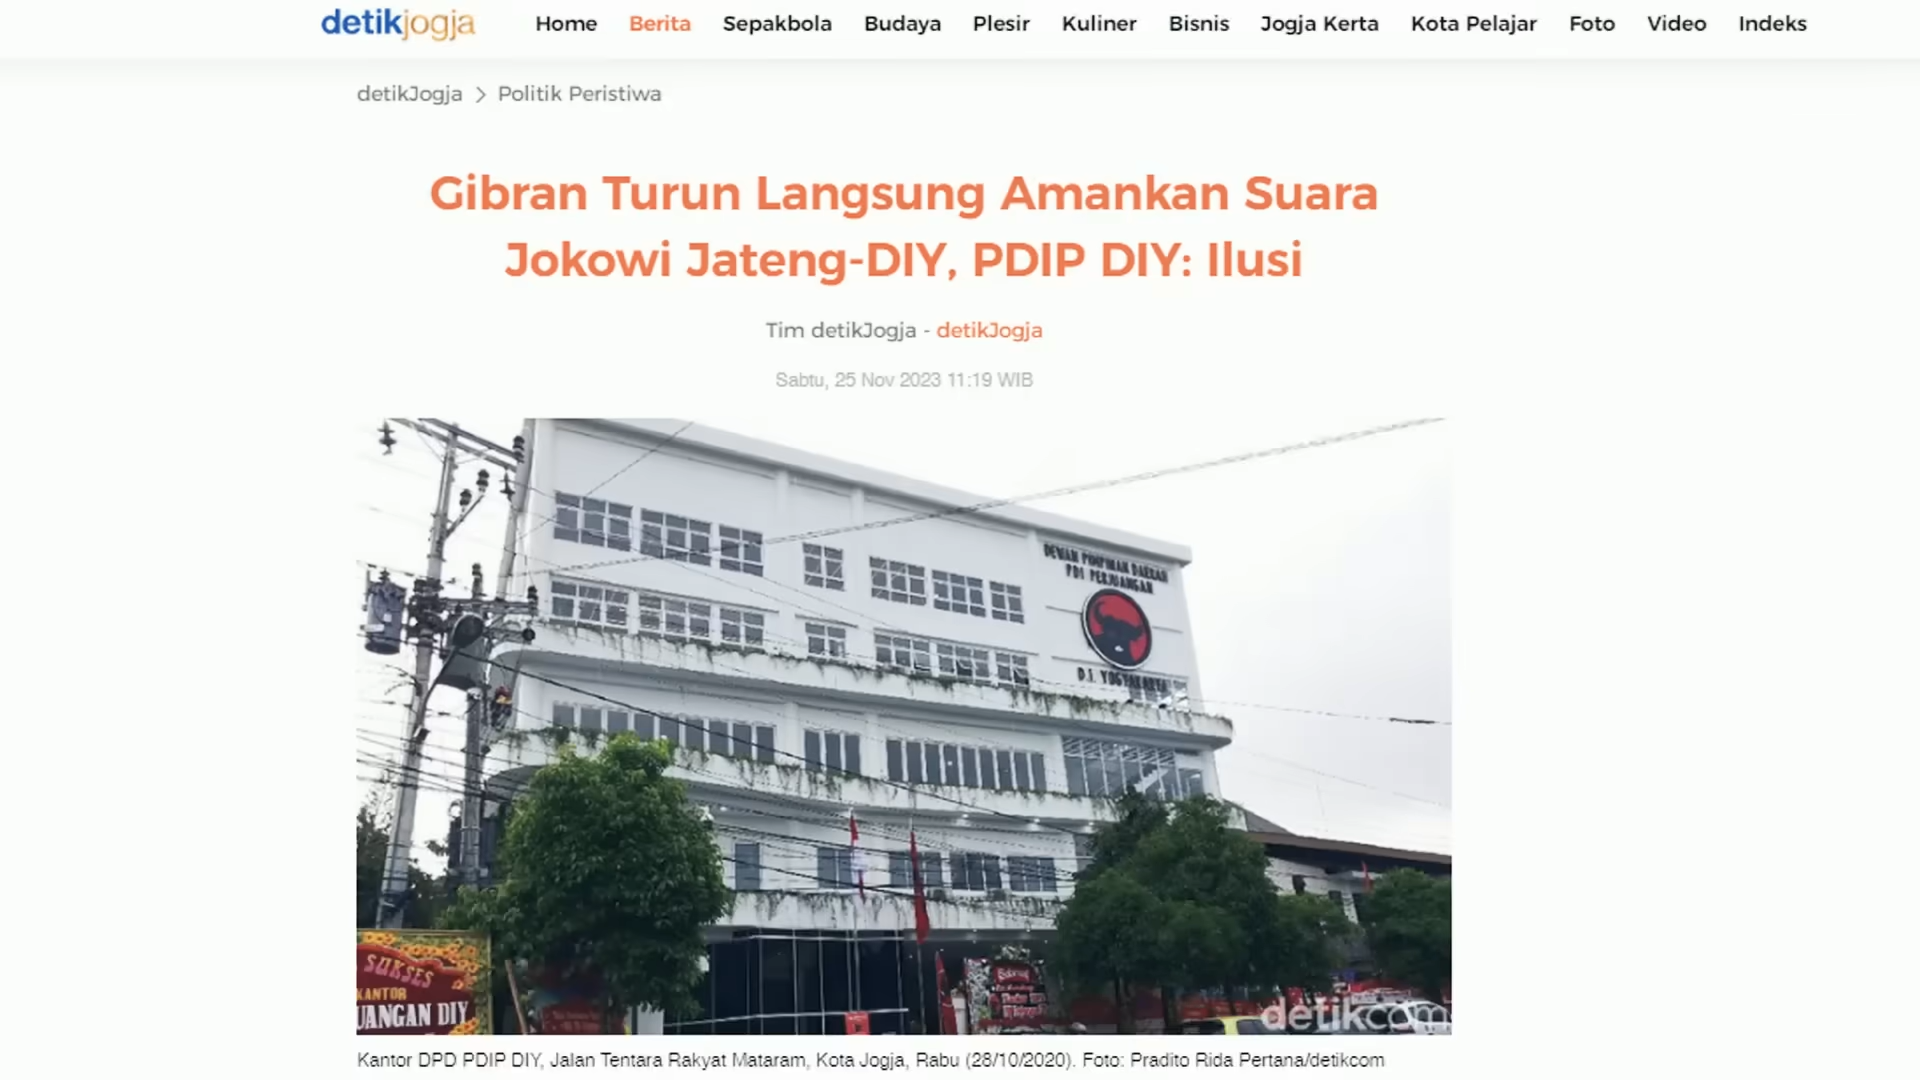 detikjogja
Home Berita Sepakbola Budaya Plesir Kuliner Bisnis Jogja Kerta Kota Pelajar Foto Video Indeks
detikJogja > Politik Peristiwa
Gibran Turun Langsung Amankan Suara
Jokowi Jateng-DIY, PDIP DIY: Ilusi
Tim detikJogja - detikJogja
Sabtu, 25 Nov 2023 11:19 WIB
DEWAN PIMPINAN DAERAH
PDI PERJUANGAN
D.I. YOGYAKARTA
SUKSES
KANTOR
UANGAN DIY
Selamat
detikcom
Kantor DPD PDIP DIY, Jalan Tentara Rakyat Mataram, Kota Jogja, Rabu (28/10/2020). Foto: Pradito Rida Pertana/detikcom